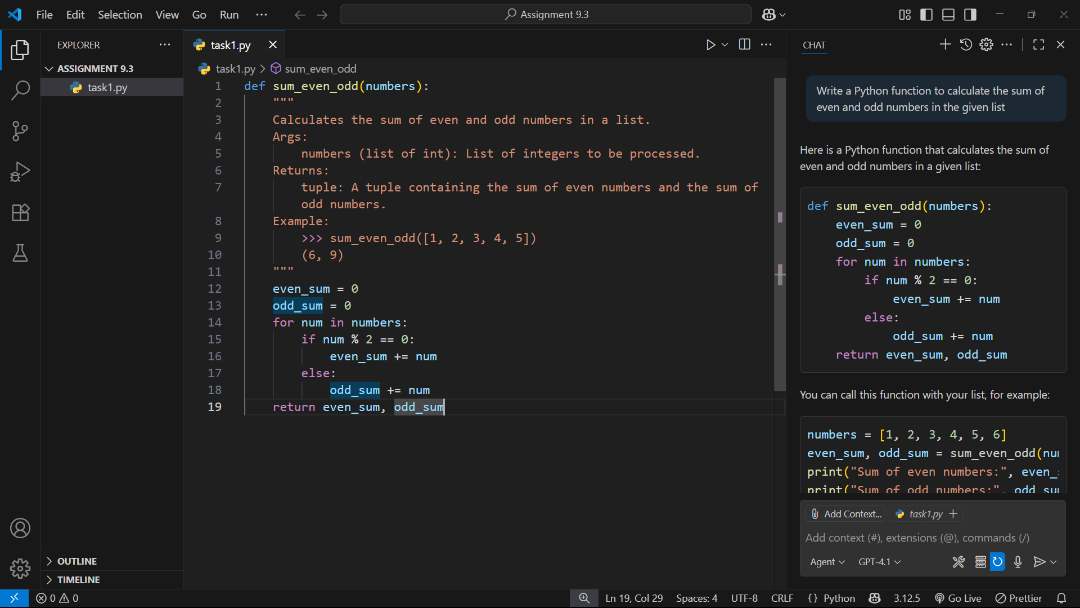 File Edit Selection View Go Run ··· Assignment 9.3
EXPLORER ···
ASSIGNMENT 9.3
task1.py
OUTLINE
TIMELINE
task1.py
task1.py > sum_even_odd
1 def sum_even_odd(numbers):
2 """
3 Calculates the sum of even and odd numbers in a list.
4 Args:
5 numbers (list of int): List of integers to be processed.
6 Returns:
7 tuple: A tuple containing the sum of even numbers and the sum of
odd numbers.
8 Example:
9 >>> sum_even_odd([1, 2, 3, 4, 5])
10 (6, 9)
11 """
12 even_sum = 0
13 odd_sum = 0
14 for num in numbers:
15 if num % 2 == 0:
16 even_sum += num
17 else:
18 odd_sum += num
19 return even_sum, odd_sum
CHAT
Write a Python function to calculate the sum of
even and odd numbers in the given list
Here is a Python function that calculates the sum of
even and odd numbers in a given list:
def sum_even_odd(numbers):
even_sum = 0
odd_sum = 0
for num in numbers:
if num % 2 == 0:
even_sum += num
else:
odd_sum += num
return even_sum, odd_sum
You can call this function with your list, for example:
numbers = [1, 2, 3, 4, 5, 6]
even_sum, odd_sum = sum_even_odd(nu
print("Sum of even numbers:", even_
print("Sum of odd numbers:", odd_su
Add Context... task1.py +
Add context (#), extensions (@), commands (/)
Agent GPT-4.1
0 0 Ln 19, Col 29 Spaces: 4 UTF-8 CRLF {} Python 3.12.5 Go Live Prettier